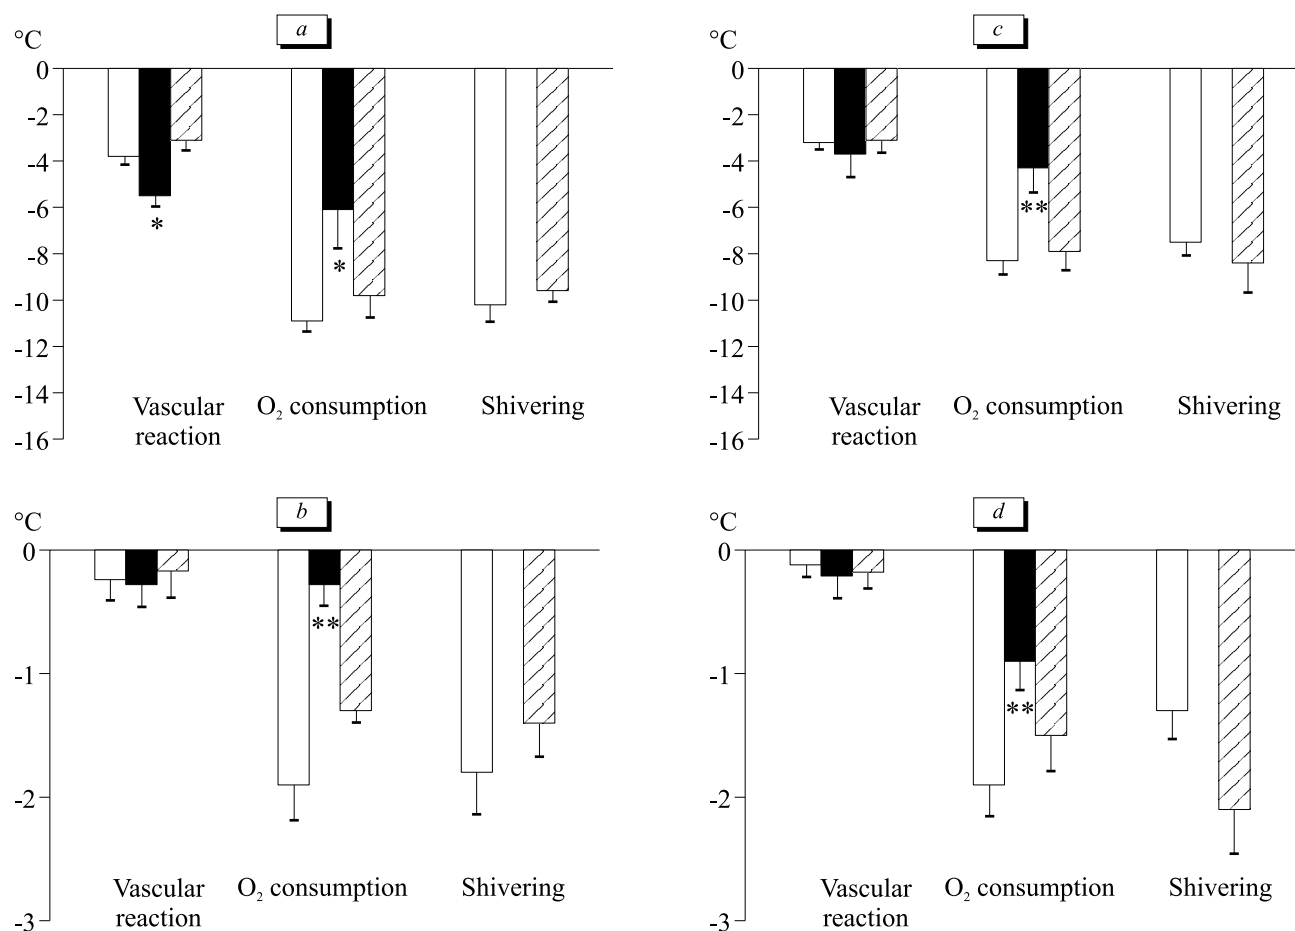 a
°C
0
-2
-4
-6
-8
-10
-12
-14
-16
*
*
Vascular
reaction
O₂ consumption
Shivering
c
°C
0
-2
-4
-6
-8
-10
-12
-14
-16
**
Vascular
reaction
O₂ consumption
Shivering
b
°C
0
-1
-2
-3
**
Vascular
reaction
O₂ consumption
Shivering
d
°C
0
-1
-2
-3
**
Vascular
reaction
O₂ consumption
Shivering